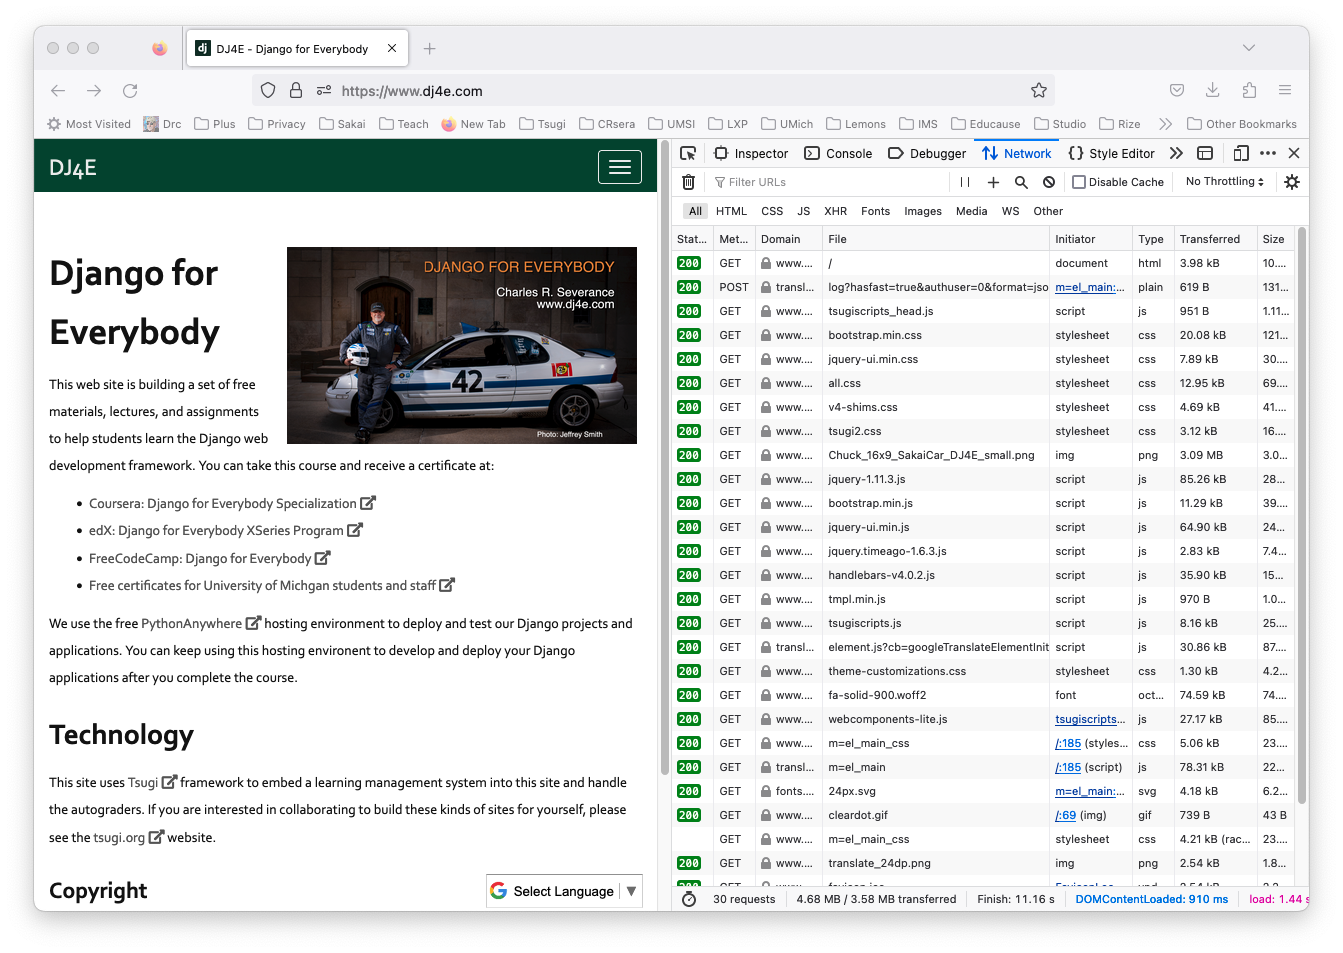 dj DJ4E - Django for Everybody
https://www.dj4e.com
Most Visited Drc Plus Privacy Sakai Teach New Tab Tsugi CRsera UMSI LXP UMich Lemons IMS Educause Studio Rize Other Bookmarks
DJ4E
Django for
Everybody
DJANGO FOR EVERYBODY
Charles R. Severance
www.dj4e.com
42
Photo: Jeffrey Smith
This web site is building a set of free
materials, lectures, and assignments
to help students learn the Django web
development framework. You can take this course and receive a certificate at:
• Coursera: Django for Everybody Specialization
• edX: Django for Everybody XSeries Program
• FreeCodeCamp: Django for Everybody
• Free certificates for University of Michgan students and staff
We use the free PythonAnywhere hosting environment to deploy and test our Django projects and
applications. You can keep using this hosting environent to develop and deploy your Django
applications after you complete the course.
Technology
This site uses Tsugi framework to embed a learning management system into this site and handle
the autograders. If you are interested in collaborating to build these kinds of sites for yourself, please
see the tsugi.org website.
Copyright
Select Language ▼
Inspector Console Debugger Network Style Editor
Filter URLs Disable Cache No Throttling
All HTML CSS JS XHR Fonts Images Media WS Other
Stat... Met... Domain File Initiator Type Transferred Size
200 GET www.... / document html 3.98 kB 10....
200 POST transl... log?hasfast=true&authuser=0&format=jso m=el_main:... plain 619 B 131...
200 GET www.... tsugiscripts_head.js script js 951 B 1.11...
200 GET www.... bootstrap.min.css stylesheet css 20.08 kB 121...
200 GET www.... jquery-ui.min.css stylesheet css 7.89 kB 30....
200 GET www.... all.css stylesheet css 12.95 kB 69....
200 GET www.... v4-shims.css stylesheet css 4.69 kB 41....
200 GET www.... tsugi2.css stylesheet css 3.12 kB 16....
200 GET www.... Chuck_16x9_SakaiCar_DJ4E_small.png img png 3.09 MB 3.0...
200 GET www.... jquery-1.11.3.js script js 85.26 kB 28...
200 GET www.... bootstrap.min.js script js 11.29 kB 39....
200 GET www.... jquery-ui.min.js script js 64.90 kB 24...
200 GET www.... jquery.timeago-1.6.3.js script js 2.83 kB 7.4...
200 GET www.... handlebars-v4.0.2.js script js 35.90 kB 15...
200 GET www.... tmpl.min.js script js 970 B 1.0...
200 GET www.... tsugiscripts.js script js 8.16 kB 25....
200 GET transl... element.js?cb=googleTranslateElementInit script js 30.86 kB 87....
200 GET www.... theme-customizations.css stylesheet css 1.30 kB 4.2...
200 GET www.... fa-solid-900.woff2 font oct... 74.59 kB 74....
200 GET www.... webcomponents-lite.js tsugiscripts... js 27.17 kB 85....
200 GET www.... m=el_main_css /:185 (styles... css 5.06 kB 23....
200 GET transl... m=el_main /:185 (script) js 78.31 kB 22...
200 GET fonts.... 24px.svg m=el_main:... svg 4.18 kB 6.2...
200 GET www.... cleardot.gif /:69 (img) gif 739 B 43 B
GET www.... m=el_main_css stylesheet css 4.21 kB (rac... 23....
200 GET www.... translate_24dp.png img png 2.54 kB 1.8...
30 requests 4.68 MB / 3.58 MB transferred Finish: 11.16 s DOMContentLoaded: 910 ms load: 1.44 s